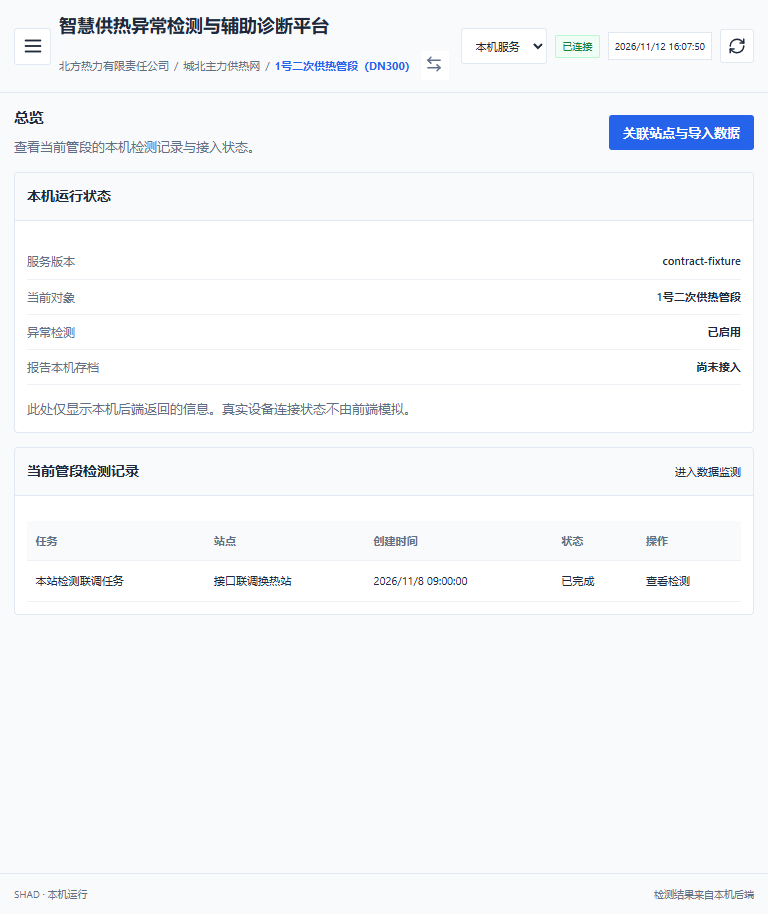 智慧供热异常检测与辅助诊断平台
北方热力有限责任公司 / 城北主力供热网 / 1号二次供热管段（DN300）
本机服务 已连接 2026/11/12 16:07:50
总览
查看当前管段的本机检测记录与接入状态。
关联站点与导入数据
本机运行状态
服务版本 contract-fixture
当前对象 1号二次供热管段
异常检测 已启用
报告本机存档 尚未接入
此处仅显示本机后端返回的信息。真实设备连接状态不由前端模拟。
当前管段检测记录 进入数据监测
任务 站点 创建时间 状态 操作
本站检测联调任务 接口联调换热站 2026/11/8 09:00:00 已完成 查看检测
SHAD · 本机运行 检测结果来自本机后端